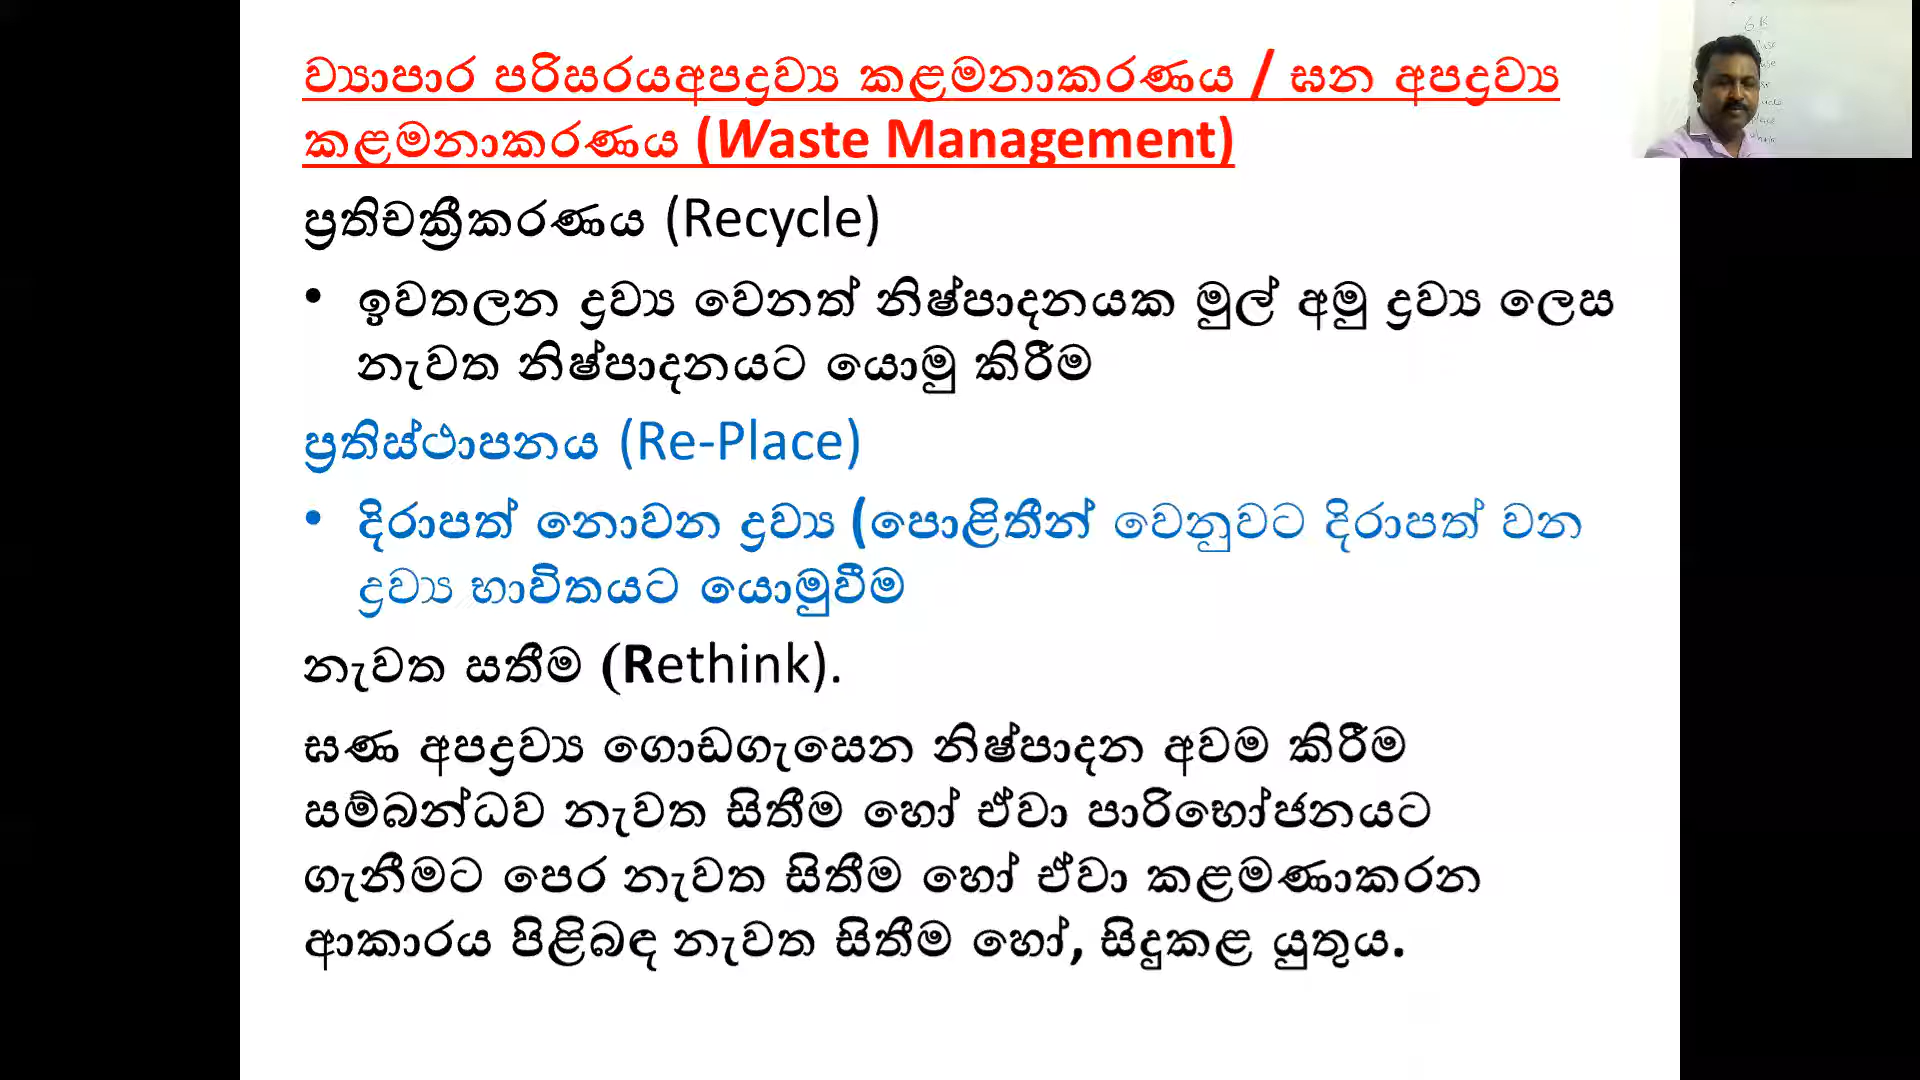 ව්‍යාපාර පරිසරයඅපද්‍රව්‍ය කළමනාකරණය / ඝන අපද්‍රව්‍ය
කළමනාකරණය (Waste Management)
ප්‍රතිචක්‍රීකරණය (Recycle)
• ඉවතලන ද්‍රව්‍ය වෙනත් නිෂ්පාදනයක මුල් අමු ද්‍රව්‍ය ලෙස
නැවත නිෂ්පාදනයට යොමු කිරීම
ප්‍රතිස්ථාපනය (Re-Place)
• දිරාපත් නොවන ද්‍රව්‍ය (පොළිතීන් වෙනුවට දිරාපත් වන
ද්‍රව්‍ය භාවිතයට යොමුවීම
නැවත සතීම (Rethink).
ඝණ අපද්‍රව්‍ය ගොඩගැසෙන නිෂ්පාදන අවම කිරීම
සම්බන්ධව නැවත සිතීම හෝ ඒවා පාරිභෝජනයට
ගැනීමට පෙර නැවත සිතීම හෝ ඒවා කළමණාකරන
ආකාරය පිළිබඳ නැවත සිතීම හෝ, සිදුකළ යුතුය.
6 R